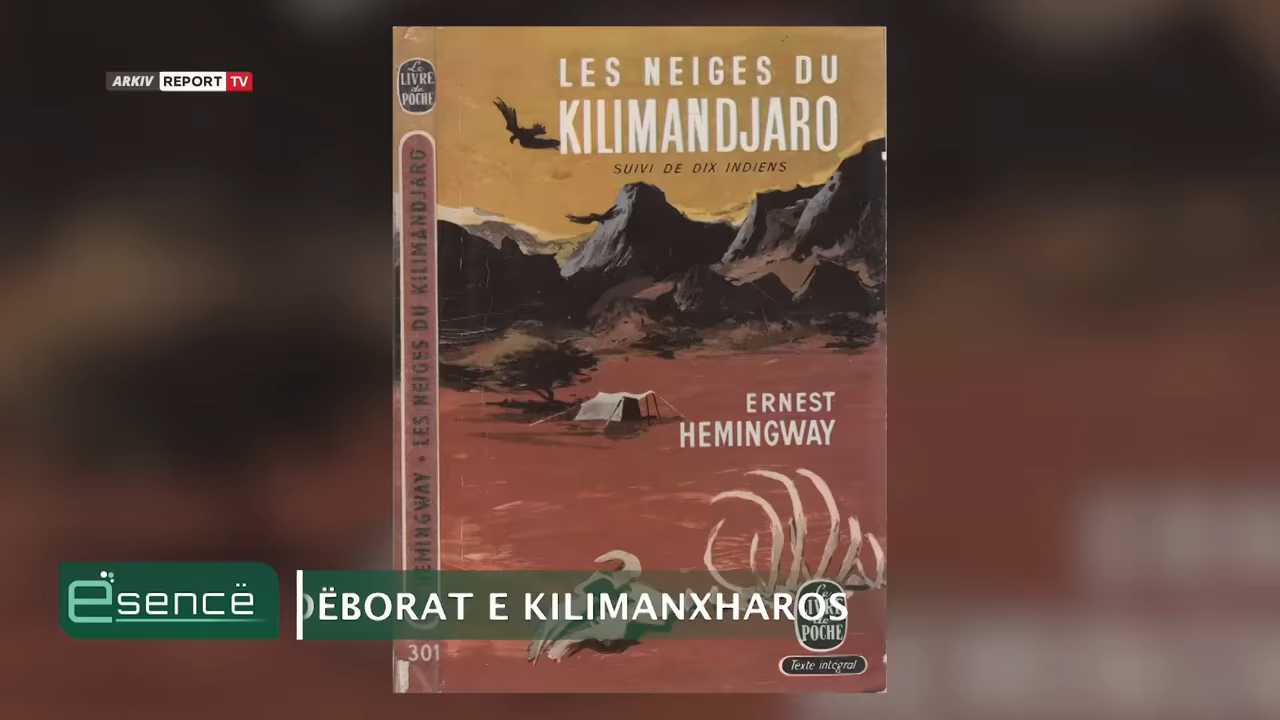 ARKIV REPORT TV
Le
LIVRE
de
POCHE
LES NEIGES DU
KILIMANDJARO
SUIVI DE DIX INDIENS
HEMINGWAY • LES NEIGES DU KILIMANDJARO
ERNEST
HEMINGWAY
ësencë
DËBORAT E KILIMANXHAROS
Le
LIVRE
de
POCHE
301
Texte intégral